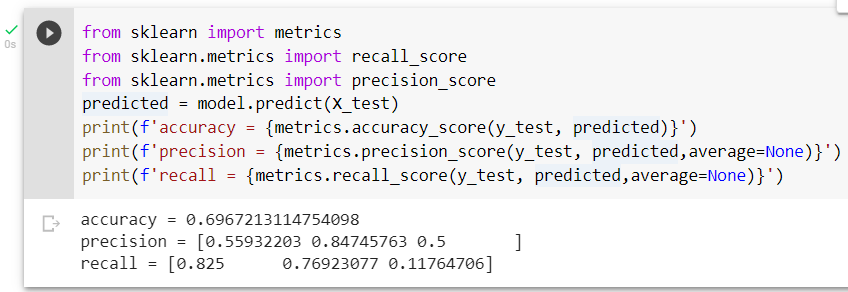 from sklearn import metrics
from sklearn.metrics import recall_score
from sklearn.metrics import precision_score
predicted = model.predict(X_test)
print(f'accuracy = {metrics.accuracy_score(y_test, predicted)}')
print(f'precision = {metrics.precision_score(y_test, predicted,average=None)}')
print(f'recall = {metrics.recall_score(y_test, predicted,average=None)}')
0s
accuracy = 0.6967213114754098
precision = [0.55932203 0.84745763 0.5       ]
recall = [0.825      0.76923077 0.11764706]